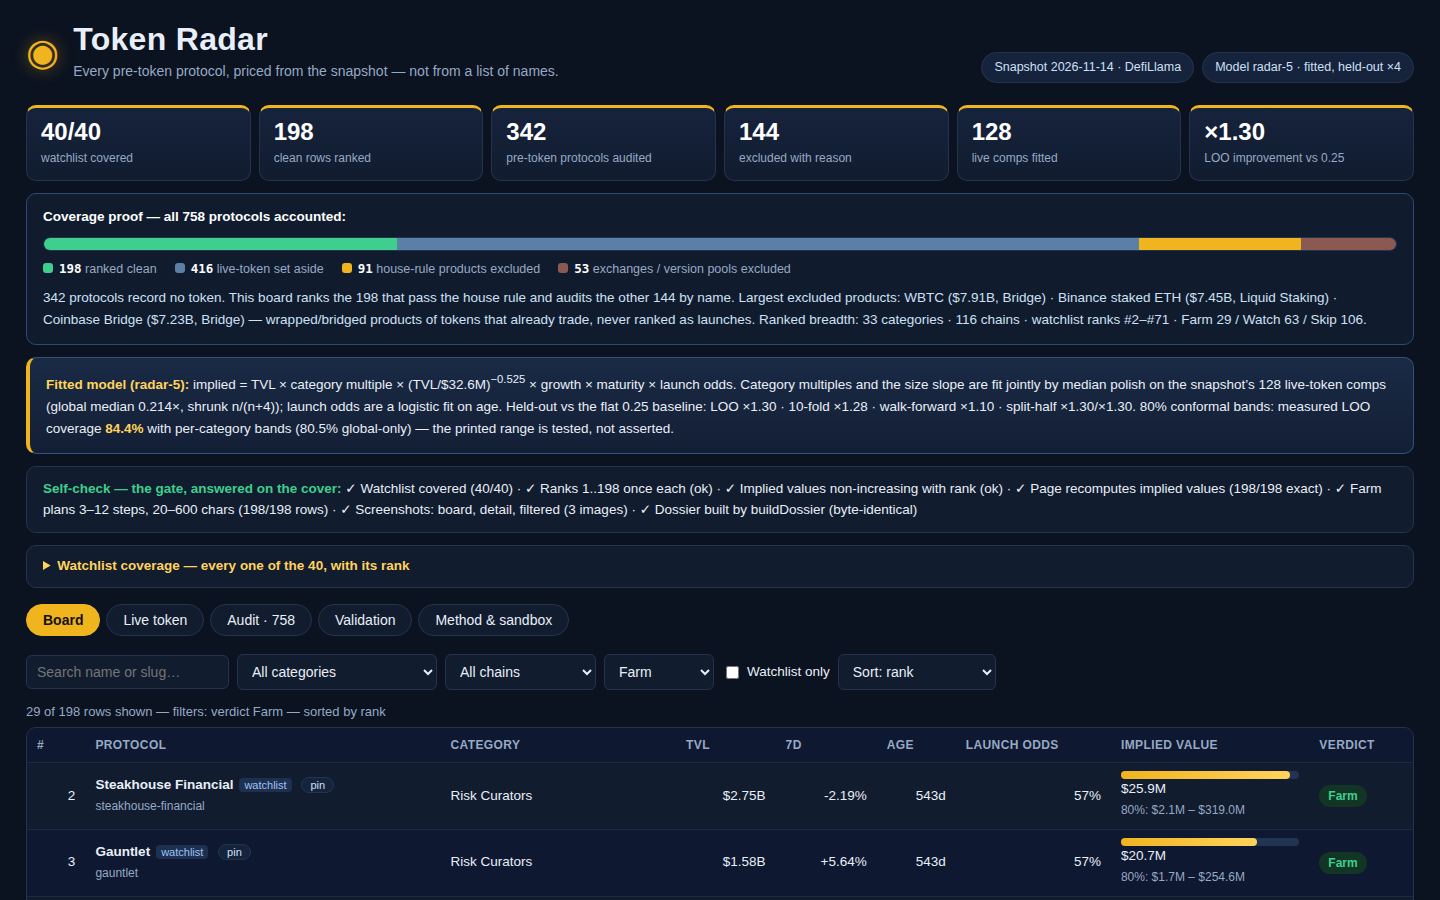 Token Radar
Every pre-token protocol, priced from the snapshot — not from a list of names.
Snapshot 2026-11-14 · DefiLlama
Model radar-5 · fitted, held-out ×4
40/40
watchlist covered
198
clean rows ranked
342
pre-token protocols audited
144
excluded with reason
128
live comps fitted
×1.30
LOO improvement vs 0.25
Coverage proof — all 758 protocols accounted:
198 ranked clean
416 live-token set aside
91 house-rule products excluded
53 exchanges / version pools excluded
342 protocols record no token. This board ranks the 198 that pass the house rule and audits the other 144 by name. Largest excluded products: WBTC ($7.91B, Bridge) · Binance staked ETH ($7.45B, Liquid Staking) ·
Coinbase Bridge ($7.23B, Bridge) — wrapped/bridged products of tokens that already trade, never ranked as launches. Ranked breadth: 33 categories · 116 chains · watchlist ranks #2–#71 · Farm 29 / Watch 63 / Skip 106.
Fitted model (radar-5): implied = TVL × category multiple × (TVL/$32.6M)−0.525 × growth × maturity × launch odds. Category multiples and the size slope are fit jointly by median polish on the snapshot's 128 live-token comps
(global median 0.214×, shrunk n/(n+4)); launch odds are a logistic fit on age. Held-out vs the flat 0.25 baseline: LOO ×1.30 · 10-fold ×1.28 · walk-forward ×1.10 · split-half ×1.30/×1.30. 80% conformal bands: measured LOO
coverage 84.4% with per-category bands (80.5% global-only) — the printed range is tested, not asserted.
Self-check — the gate, answered on the cover: ✓ Watchlist covered (40/40) · ✓ Ranks 1..198 once each (ok) · ✓ Implied values non-increasing with rank (ok) · ✓ Page recomputes implied values (198/198 exact) · ✓ Farm
plans 3–12 steps, 20–600 chars (198/198 rows) · ✓ Screenshots: board, detail, filtered (3 images) · ✓ Dossier built by buildDossier (byte-identical)
▶ Watchlist coverage — every one of the 40, with its rank
Board
Live token
Audit · 758
Validation
Method & sandbox
Search name or slug…
All categories
All chains
Farm
Watchlist only
Sort: rank
29 of 198 rows shown — filters: verdict Farm — sorted by rank
# PROTOCOL CATEGORY TVL 7D AGE LAUNCH ODDS IMPLIED VALUE VERDICT
2 Steakhouse Financial watchlist pin Risk Curators $2.75B -2.19% 543d 57% $25.9M Farm
steakhouse-financial 80%: $2.1M – $319.0M
3 Gauntlet watchlist pin Risk Curators $1.58B +5.64% 543d 57% $20.7M Farm
gauntlet 80%: $1.7M – $254.6M